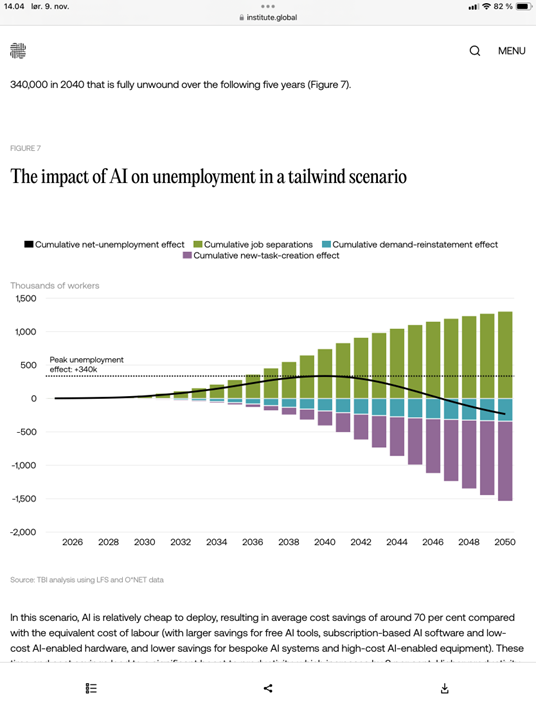 14.04 lør. 9. nov.
82 %
institute.global
MENU
340,000 in 2040 that is fully unwound over the following five years (Figure 7).
FIGURE 7
The impact of AI on unemployment in a tailwind scenario
Cumulative net-unemployment effect Cumulative job separations Cumulative demand-reinstatement effect
Cumulative new-task-creation effect
Thousands of workers
1,500
1,000
Peak unemployment
effect: +340k
500
0
-500
-1,000
-1,500
-2,000
2026 2028 2030 2032 2034 2036 2038 2040 2042 2044 2046 2048 2050
Source: TBI analysis using LFS and O*NET data
In this scenario, AI is relatively cheap to deploy, resulting in average cost savings of around 70 per cent compared
with the equivalent cost of labour (with larger savings for free AI tools, subscription-based AI software and low-
cost AI-enabled hardware, and lower savings for bespoke AI systems and high-cost AI-enabled equipment). These